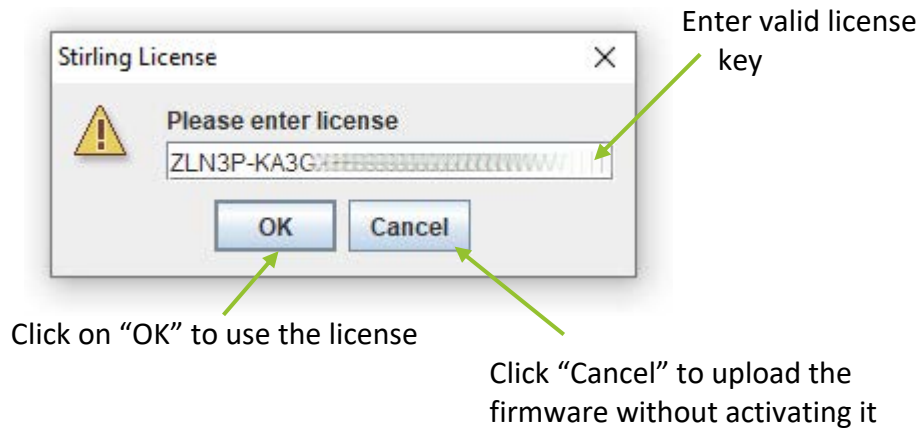 Enter valid license
key
Stirling License
Please enter license
ZLN3P-KA3G
OK Cancel
Click on “OK” to use the license
Click “Cancel” to upload the
firmware without activating it